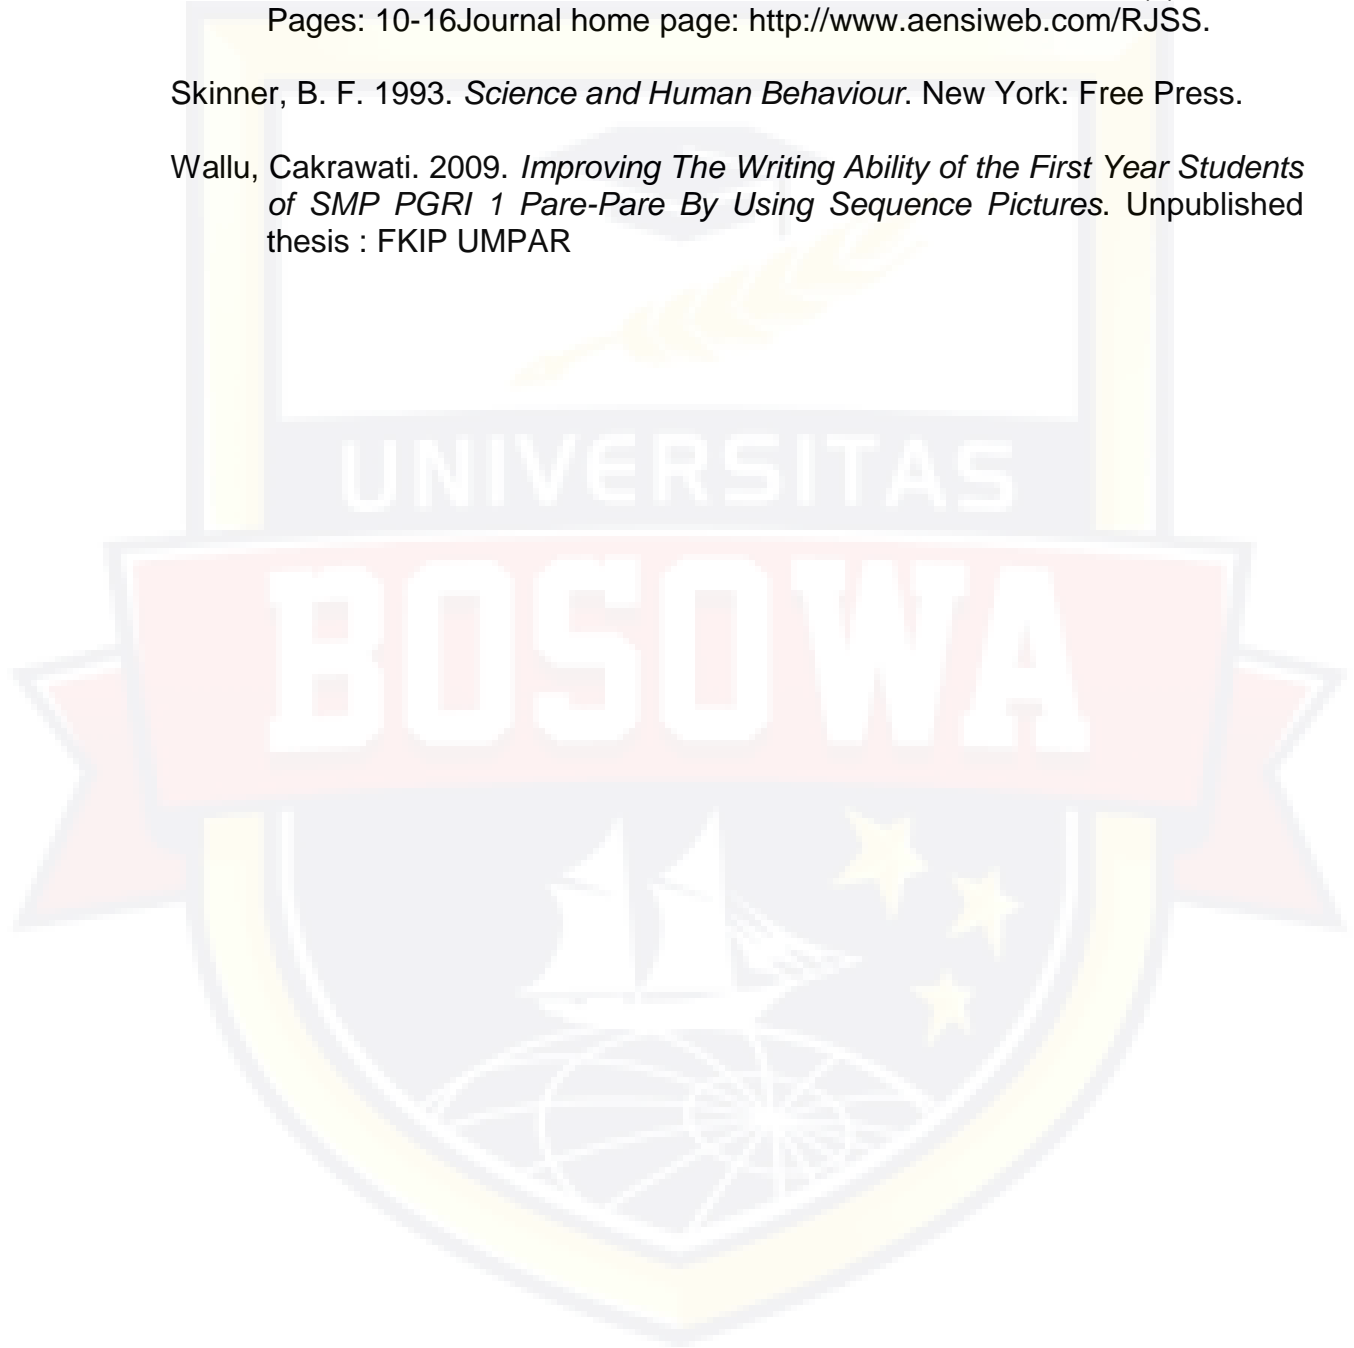 Pages: 10-16Journal home page: http://www.aensiweb.com/RJSS.
Skinner, B. F. 1993. Science and Human Behaviour. New York: Free Press.
Wallu, Cakrawati. 2009. Improving The Writing Ability of the First Year Students
of SMP PGRI 1 Pare-Pare By Using Sequence Pictures. Unpublished
thesis : FKIP UMPAR
UNIVERSITAS
BOSOWA